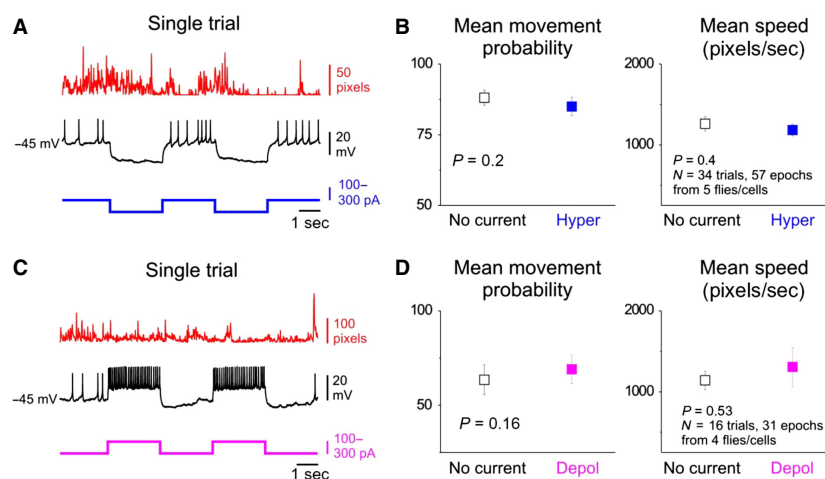 A
Single trial
50
pixels
−45 mV
20
mV
100–
300 pA
1 sec
B
Mean movement
probability
100
75
50
P = 0.2
No current
Hyper
Mean speed
(pixels/sec)
2000
1000
P = 0.4
N = 34 trials, 57 epochs
from 5 flies/cells
No current
Hyper
C
Single trial
100
pixels
−45 mV
20
mV
100–
300 pA
1 sec
D
Mean movement
probability
100
50
P = 0.16
No current
Depol
Mean speed
(pixels/sec)
2000
1000
P = 0.53
N = 16 trials, 31 epochs
from 4 flies/cells
No current
Depol